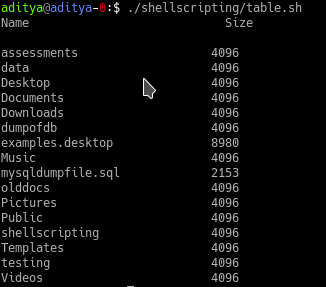 aditya@aditya-0:$ ./shellscripting/table.sh
Name Size
assessments 4096
data 4096
Desktop 4096
Documents 4096
Downloads 4096
dumpofdb 4096
examples.desktop 8980
Music 4096
mysqldumpfile.sql 2153
olddocs 4096
Pictures 4096
Public 4096
shellscripting 4096
Templates 4096
testing 4096
Videos 4096